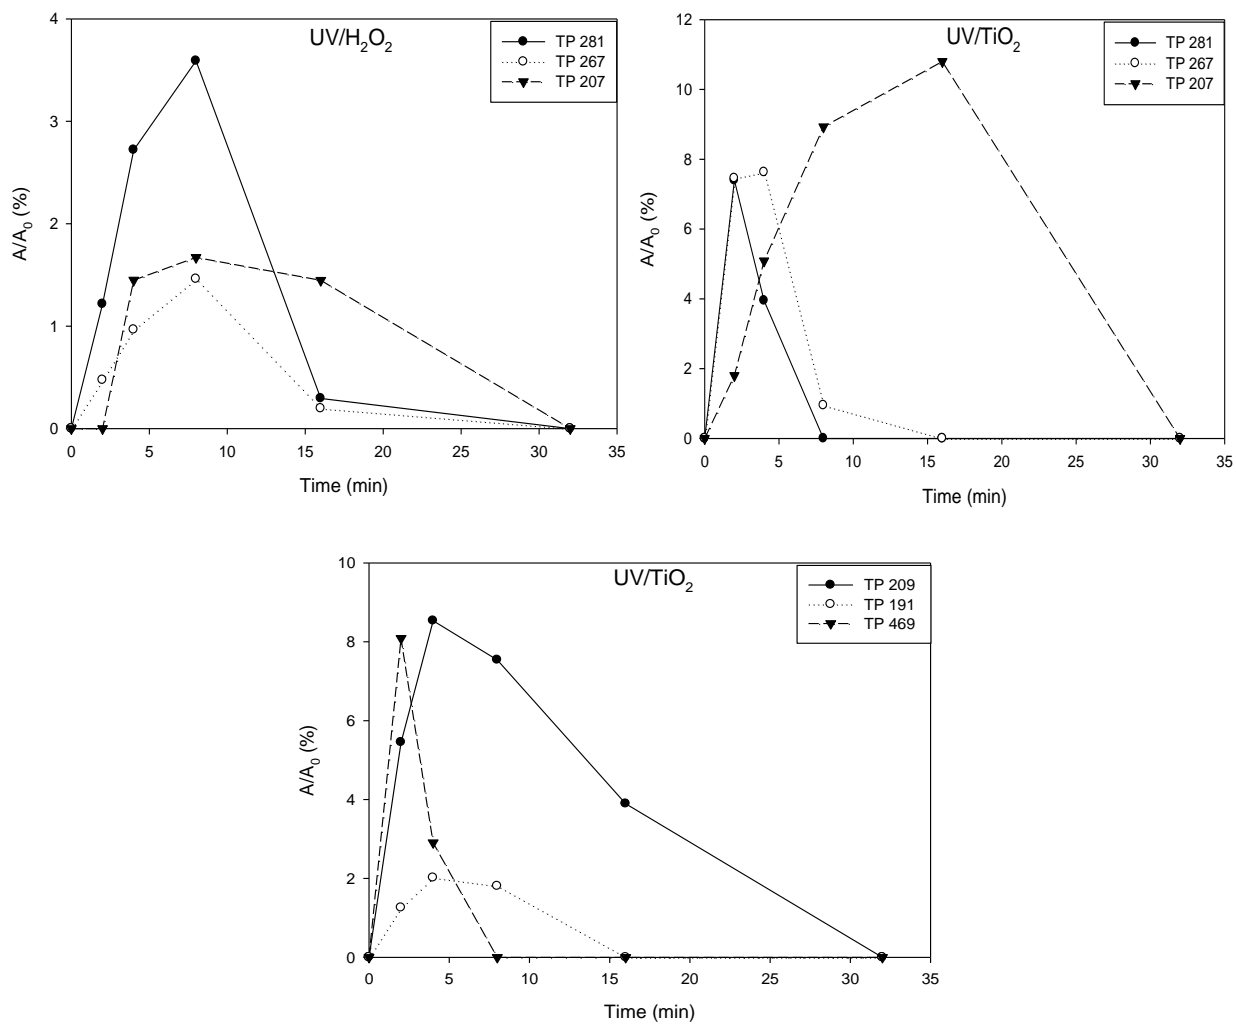 UV/H2O2
TP 281
TP 267
TP 207
A/A0 (%)
4
3
2
1
0
0 5 10 15 20 25 30 35
Time (min)
UV/TiO2
TP 281
TP 267
TP 207
A/A0 (%)
12
10
8
6
4
2
0
0 5 10 15 20 25 30 35
Time (min)
UV/TiO2
TP 209
TP 191
TP 469
A/A0 (%)
10
8
6
4
2
0
0 5 10 15 20 25 30 35
Time (min)